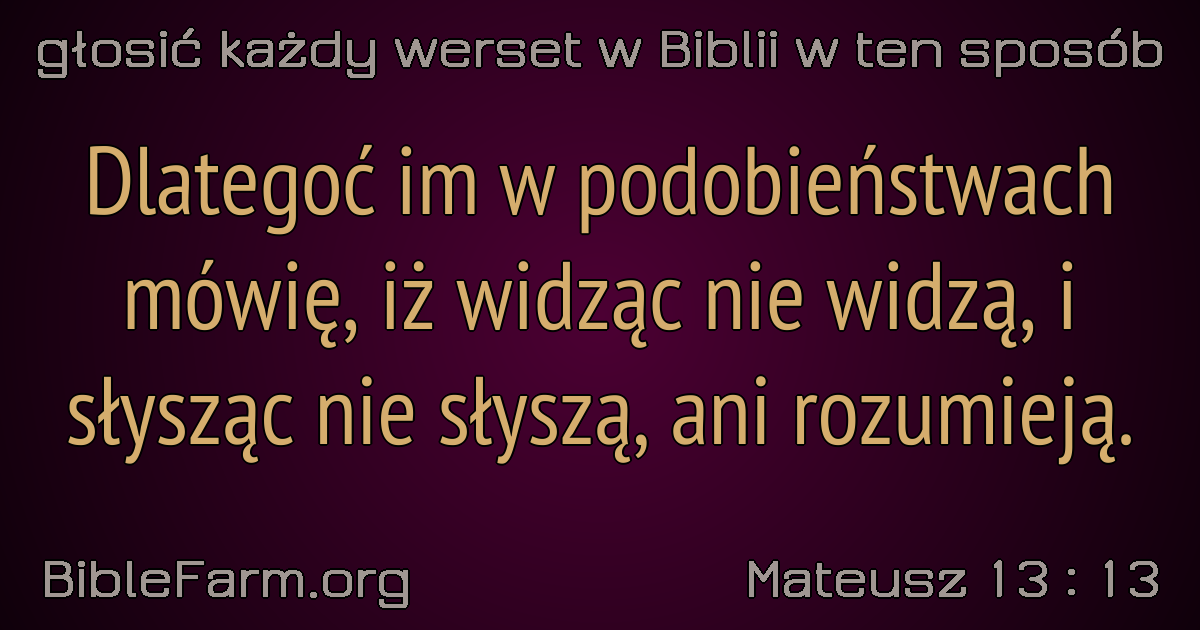 głosić każdy werset w Biblii w ten sposób
Dlategoć im w podobieństwach
mówię, iż widząc nie widzą, i
słysząc nie słyszą, ani rozumieją.
BibleFarm.org
Mateusz 13 : 13